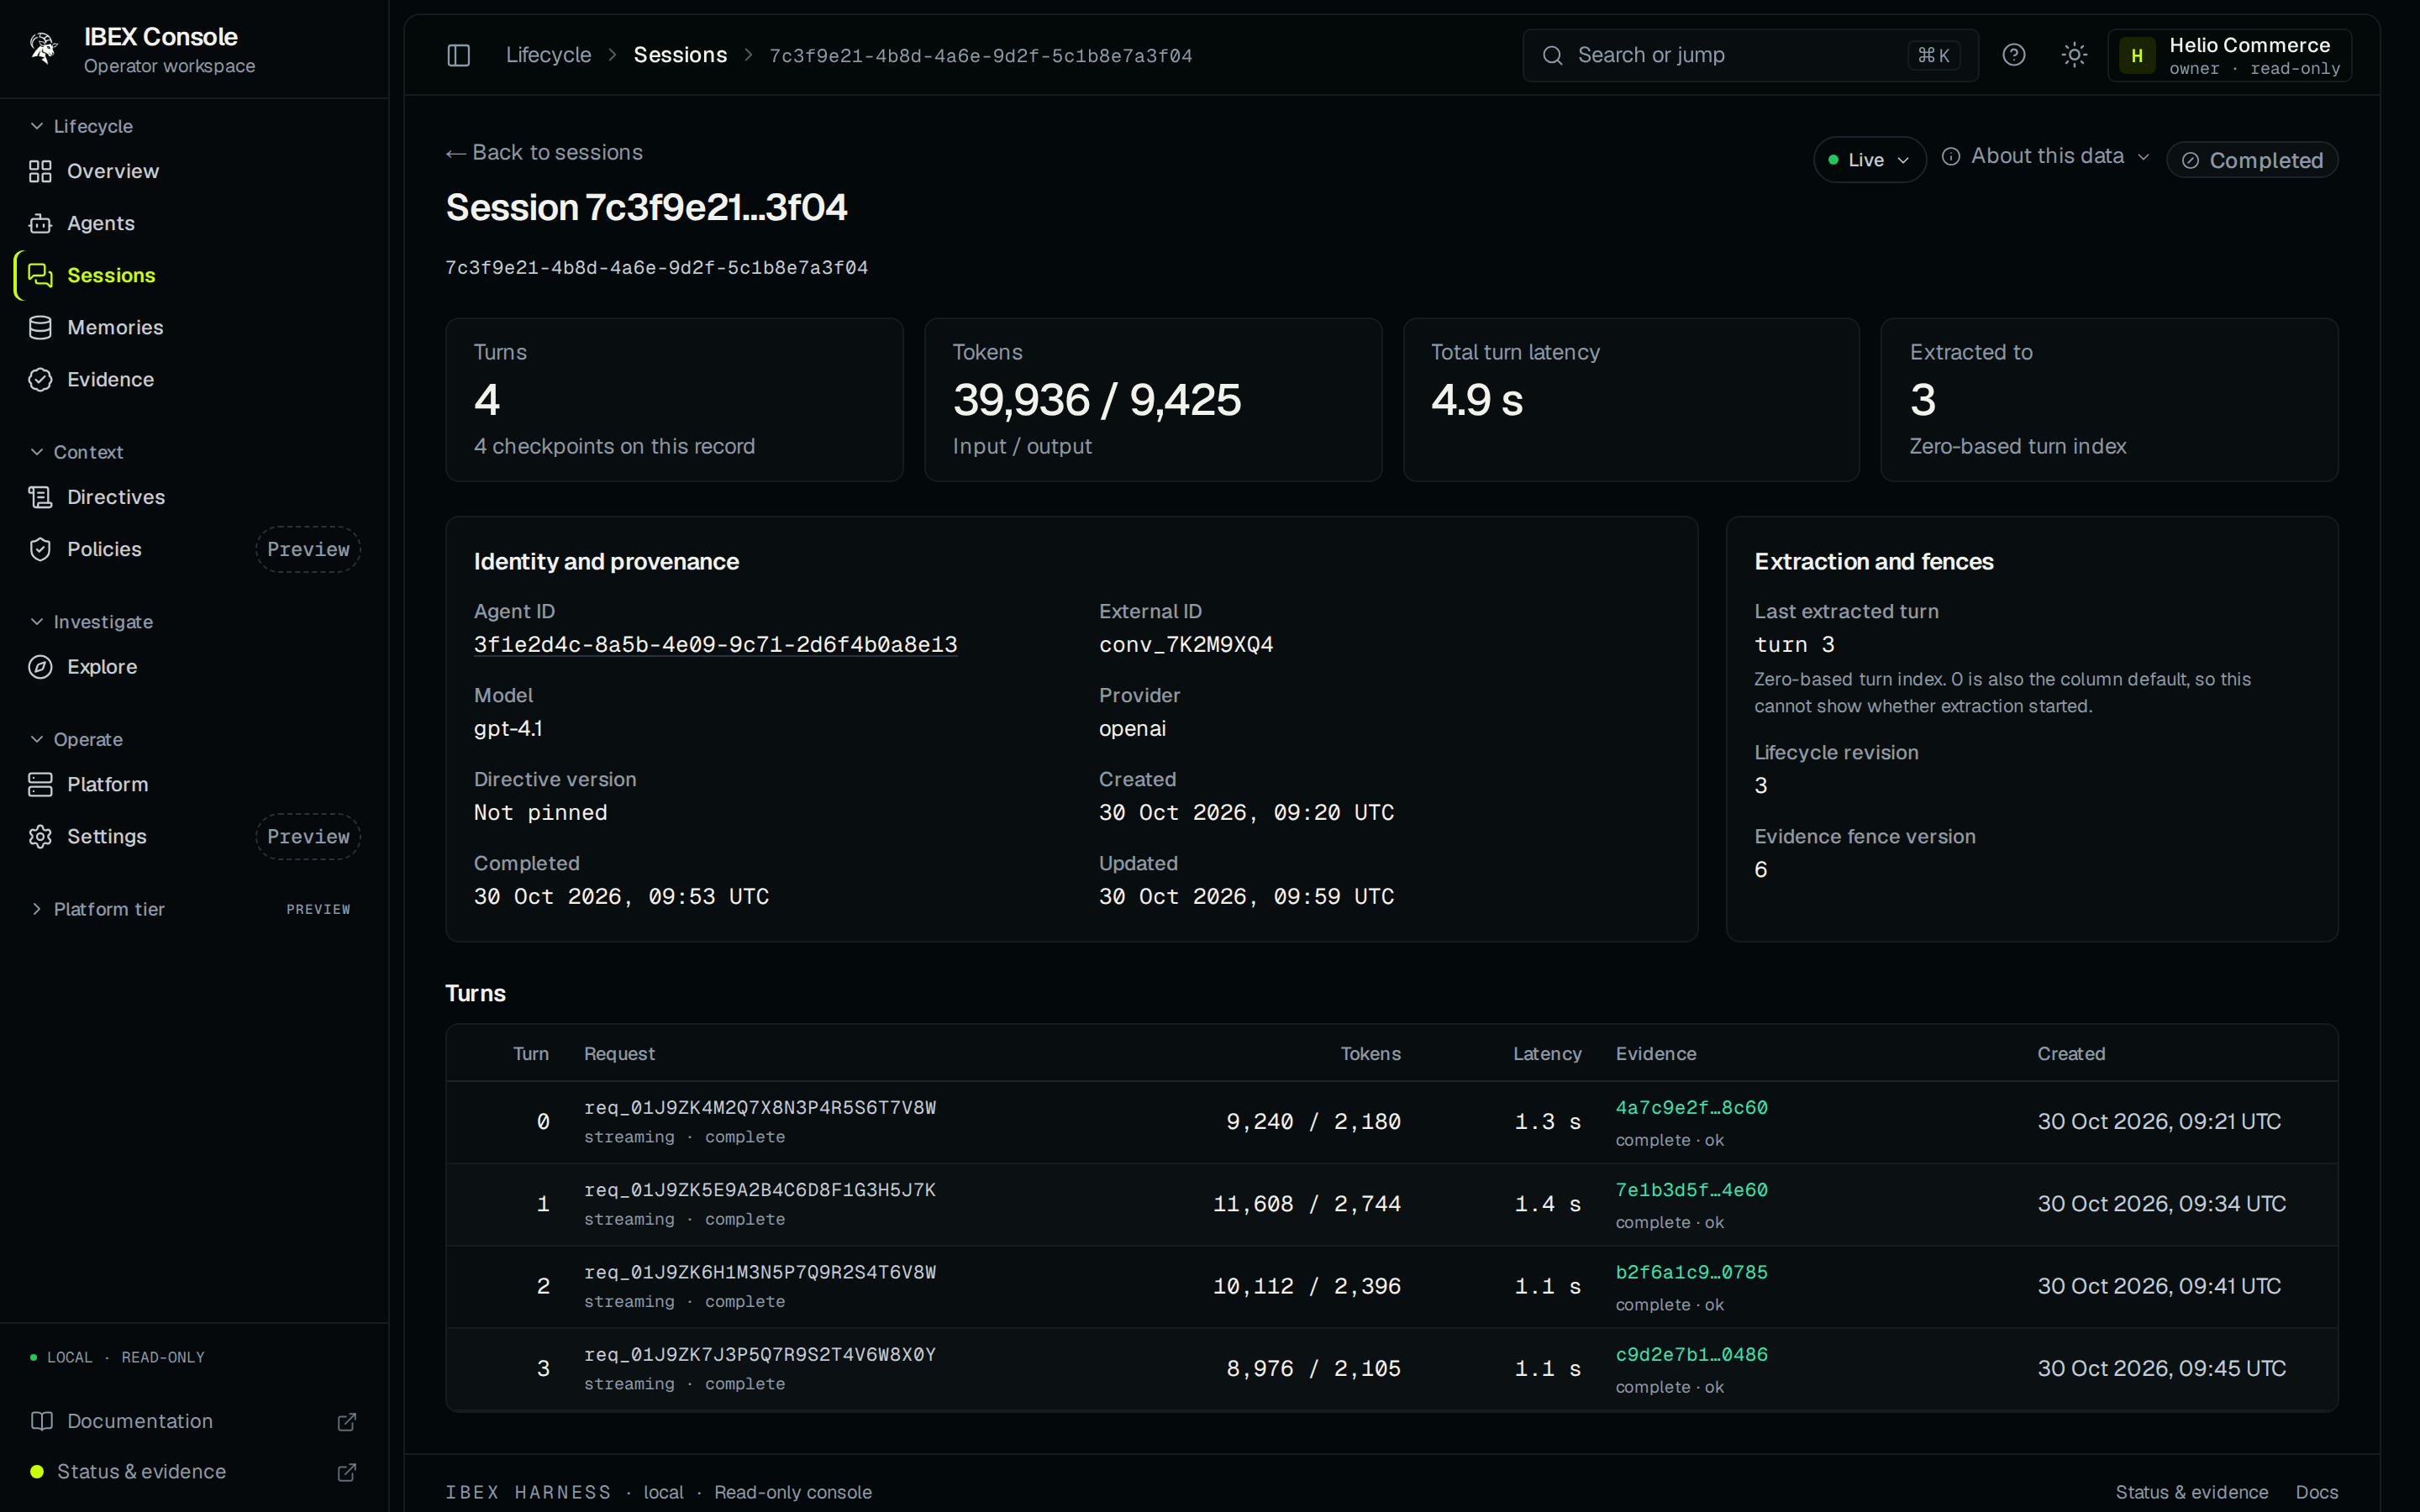 IBEX Console
Operator workspace
Lifecycle
Overview
Agents
Sessions
Memories
Evidence
Context
Directives
Policies
Preview
Investigate
Explore
Operate
Platform
Settings
Preview
Platform tier
PREVIEW
LOCAL · READ-ONLY
Documentation
Status & evidence
Lifecycle > Sessions > 7c3f9e21-4b8d-4a6e-9d2f-5c1b8e7a3f04
Search or jump
⌘K
H
Helio Commerce
owner · read-only
← Back to sessions
Live
About this data
Completed
Session 7c3f9e21…3f04
7c3f9e21-4b8d-4a6e-9d2f-5c1b8e7a3f04
Turns
4
4 checkpoints on this record
Tokens
39,936 / 9,425
Input / output
Total turn latency
4.9 s
Extracted to
3
Zero-based turn index
Identity and provenance
Agent ID
3f1e2d4c-8a5b-4e09-9c71-2d6f4b0a8e13
External ID
conv_7K2M9XQ4
Model
gpt-4.1
Provider
openai
Directive version
Not pinned
Created
30 Oct 2026, 09:20 UTC
Completed
30 Oct 2026, 09:53 UTC
Updated
30 Oct 2026, 09:59 UTC
Extraction and fences
Last extracted turn
turn 3
Zero-based turn index. 0 is also the column default, so this
cannot show whether extraction started.
Lifecycle revision
3
Evidence fence version
6
Turns
Turn Request Tokens Latency Evidence Created
0 req_01J9ZK4M2Q7X8N3P4R5S6T7V8W 9,240 / 2,180 1.3 s 4a7c9e2f…8c60 30 Oct 2026, 09:21 UTC
streaming · complete complete · ok
1 req_01J9ZK5E9A2B4C6D8F1G3H5J7K 11,608 / 2,744 1.4 s 7e1b3d5f…4e60 30 Oct 2026, 09:34 UTC
streaming · complete complete · ok
2 req_01J9ZK6H1M3N5P7Q9R2S4T6V8W 10,112 / 2,396 1.1 s b2f6a1c9…0785 30 Oct 2026, 09:41 UTC
streaming · complete complete · ok
3 req_01J9ZK7J3P5Q7R9S2T4V6W8X0Y 8,976 / 2,105 1.1 s c9d2e7b1…0486 30 Oct 2026, 09:45 UTC
streaming · complete complete · ok
IBEX HARNESS · local · Read-only console
Status & evidence
Docs